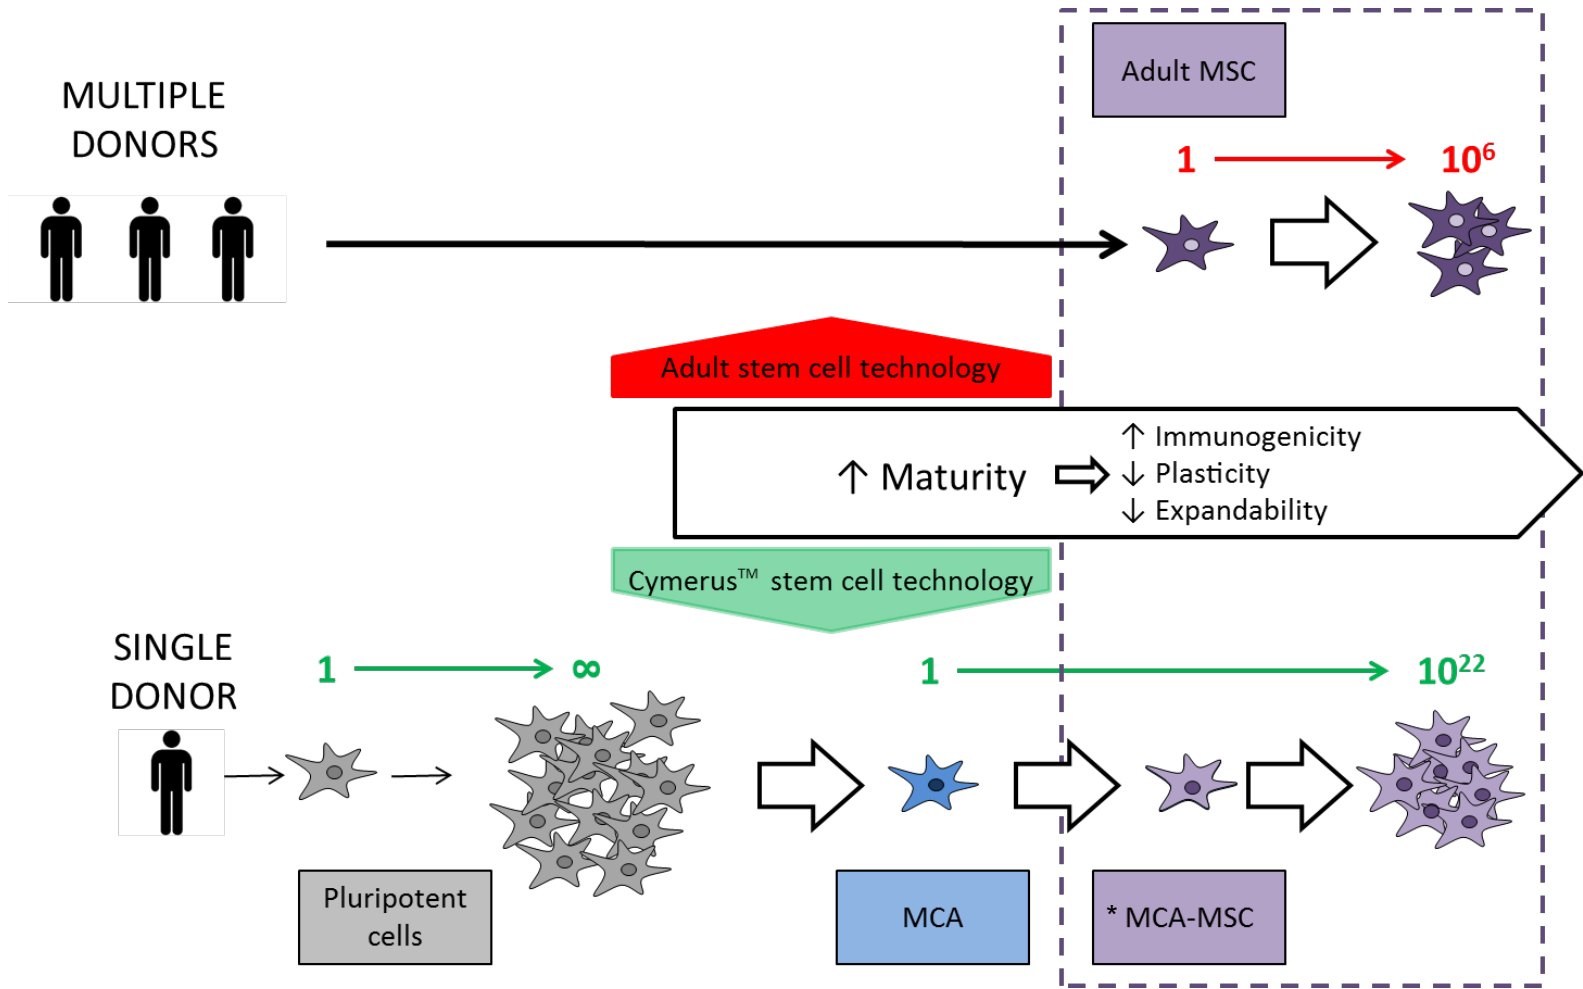 MULTIPLE
DONORS
Adult MSC
1
10⁶
Adult stem cell technology
↑ Maturity
↑ Immunogenicity
↓ Plasticity
↓ Expandability
Cymerus™ stem cell technology
SINGLE
DONOR
1
∞
1
10²²
Pluripotent
cells
MCA
* MCA-MSC